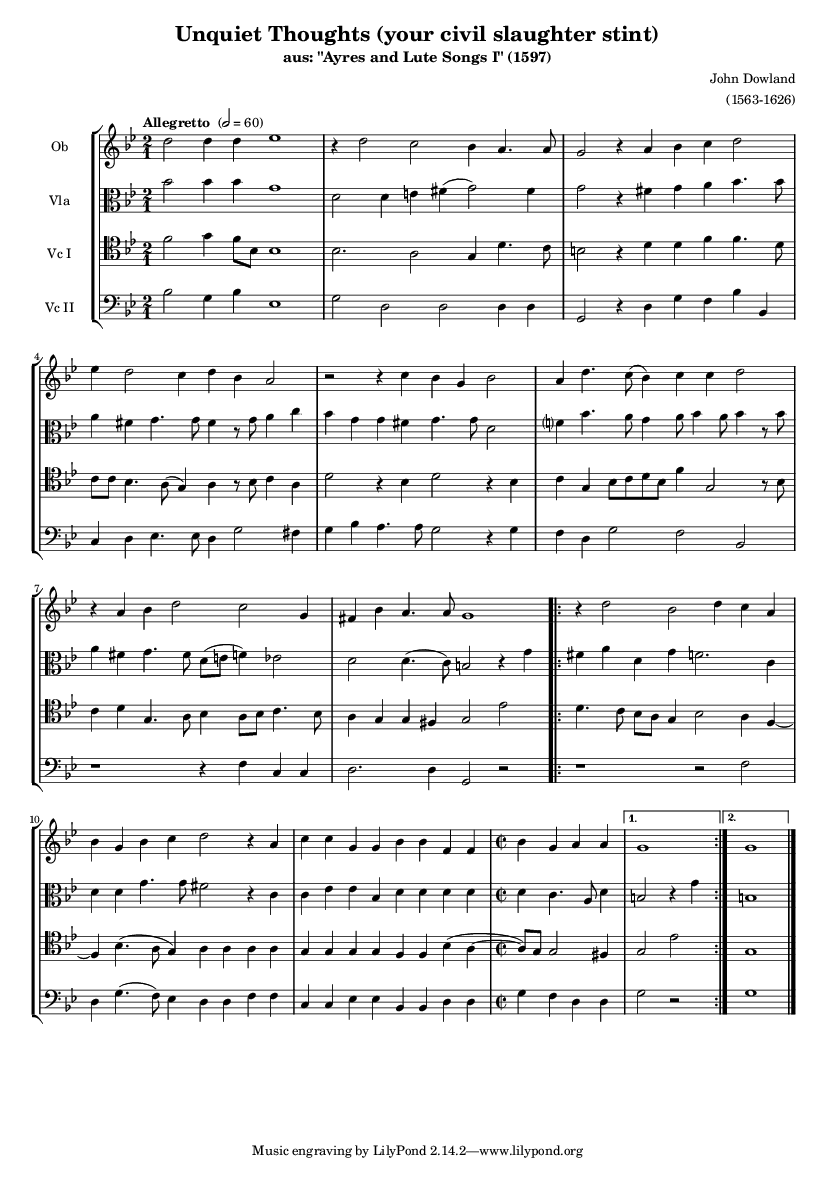 Unquiet Thoughts (your civil slaughter stint)
aus: "Ayres and Lute Songs I" (1597)
John Dowland
(1563-1626)
Allegretto (𝅗𝅥 = 60)
Ob
Vla
Vc I
Vc II
4
7
10
1.
2.
Music engraving by LilyPond 2.14.2—www.lilypond.org